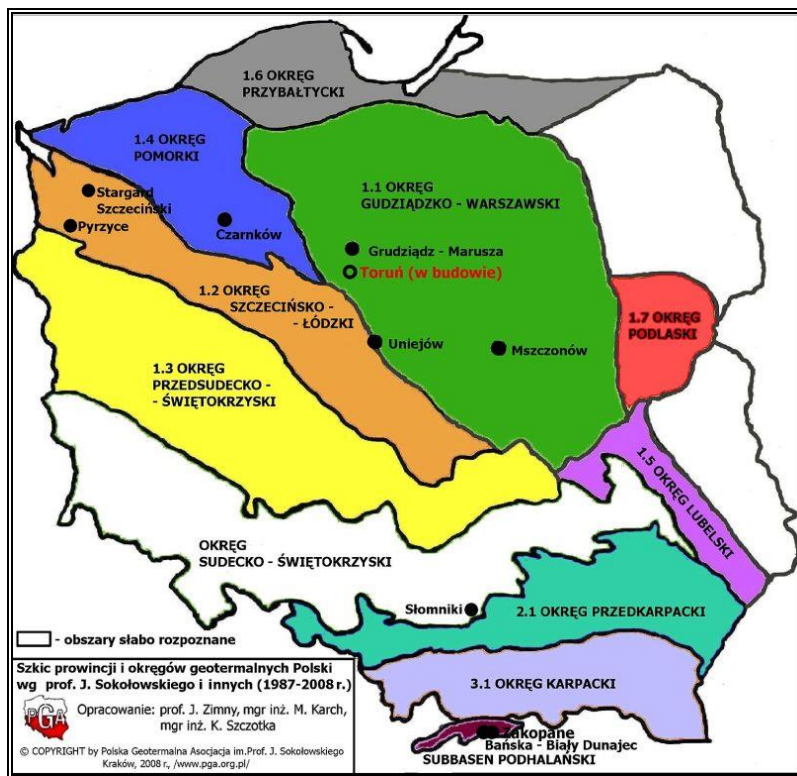 1.6 OKRĘG
PRZYBAŁTYCKI
1.4 OKRĘG
POMORKI
1.1 OKRĘG
GUDZIĄDZKO - WARSZAWSKI
Stargard
Szczeciński
Pyrzyce
Czarnków
Grudziądz - Marusza
Toruń (w budowie)
1.2 OKRĘG
SZCZECIŃSKO -
- ŁÓDZKI
1.7 OKRĘG
PODLASKI
Uniejów
Mszczonów
1.3 OKRĘG
PRZEDSUDECKO -
- ŚWIĘTOKRZYSKI
1.5 OKRĘG LUBELSKI
OKRĘG
SUDECKO - ŚWIĘTOKRZYSKI
Słomniki
2.1 OKRĘG PRZEDKARPACKI
- obszary słabo rozpoznane
3.1 OKRĘG KARPACKI
Zakopane
Bańska - Biały Dunajec
SUBBASEN PODHALAŃSKI
Szkic prowincji i okręgów geotermalnych Polski
wg prof. J. Sokołowskiego i innych (1987-2008 r.)
PGA
Opracowanie: prof. J. Zimny, mgr inż. M. Karch,
mgr inż. K. Szczotka
© COPYRIGHT by Polska Geotermalna Asocjacja im.Prof. J. Sokołowskiego
Kraków, 2008 r., /www.pga.org.pl/